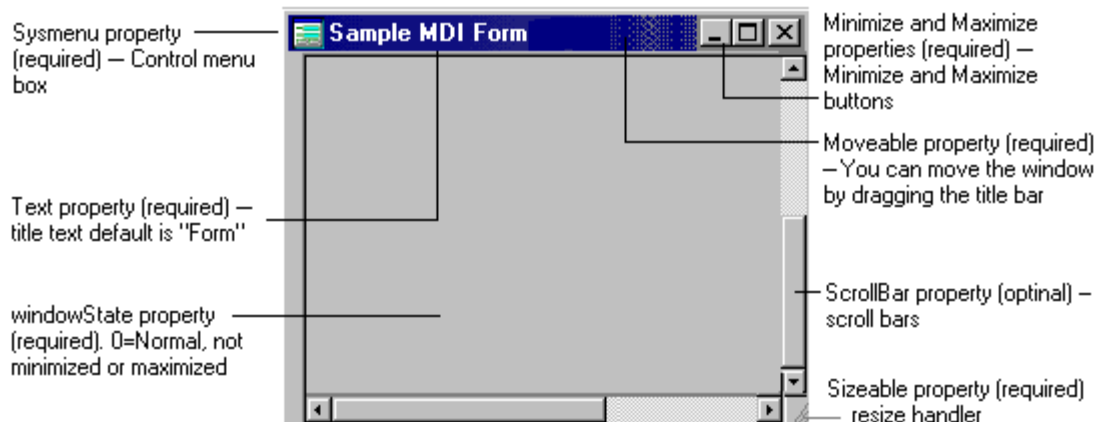 Sysmenu property
(required) – Control menu
box
Sample MDI Form
Minimize and Maximize
properties (required) –
Minimize and Maximize
buttons
Moveable property (required)
– You can move the window
by dragging the title bar
Text property (required) –
title text default is "Form"
ScrollBar property (optinal) –
scroll bars
windowState property
(required). 0=Normal, not
minimized or maximized
Sizeable property (required)
resize handler